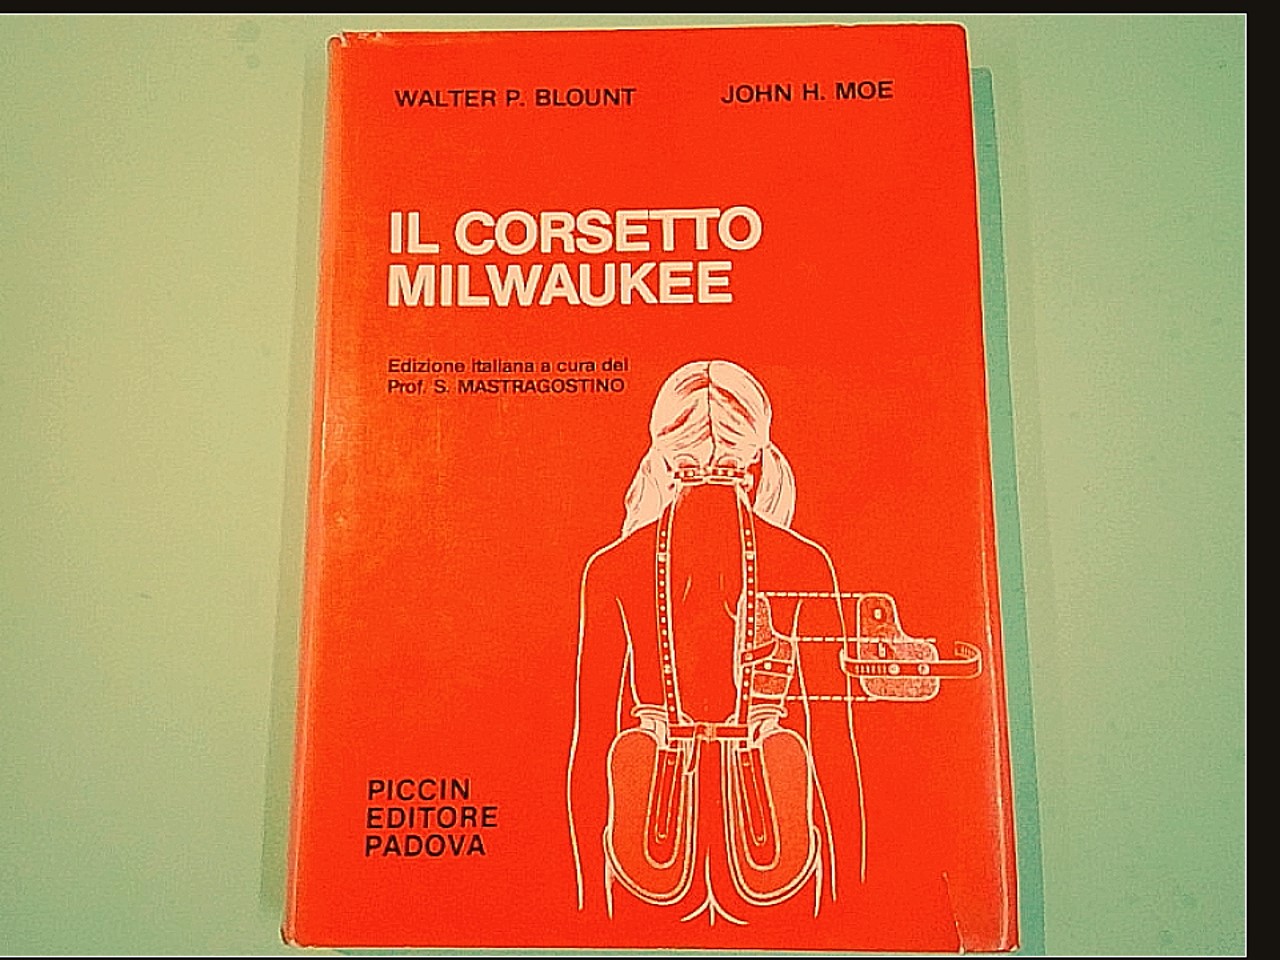 WALTER P. BLOUNT JOHN H. MOE
IL CORSETTO
MILWAUKEE
Edizione italiana a cura del
Prof. S. MASTRAGOSTINO
PICCIN
EDITORE
PADOVA